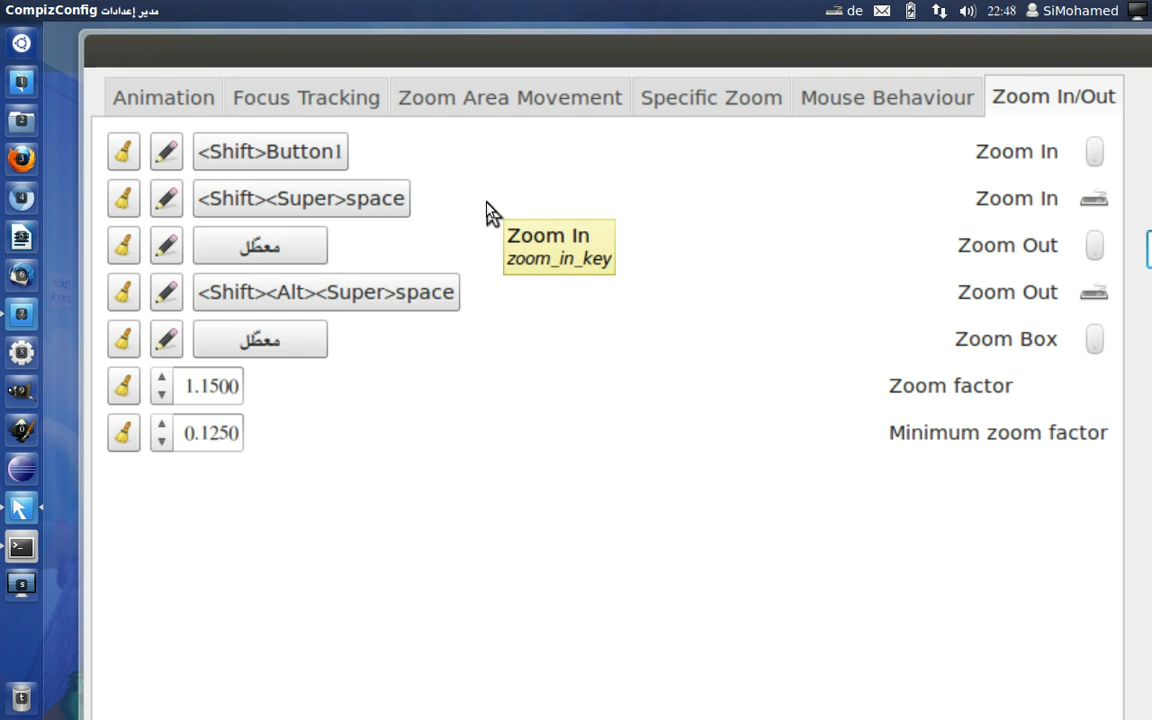 CompizConfig مدير إعدادات
de
22:48
SiMohamed
Animation
Focus Tracking
Zoom Area Movement
Specific Zoom
Mouse Behaviour
Zoom In/Out
<Shift>Button1
Zoom In
<Shift><Super>space
Zoom In
Zoom In
zoom_in_key
معطّل
Zoom Out
<Shift><Alt><Super>space
Zoom Out
معطّل
Zoom Box
1.1500
Zoom factor
0.1250
Minimum zoom factor